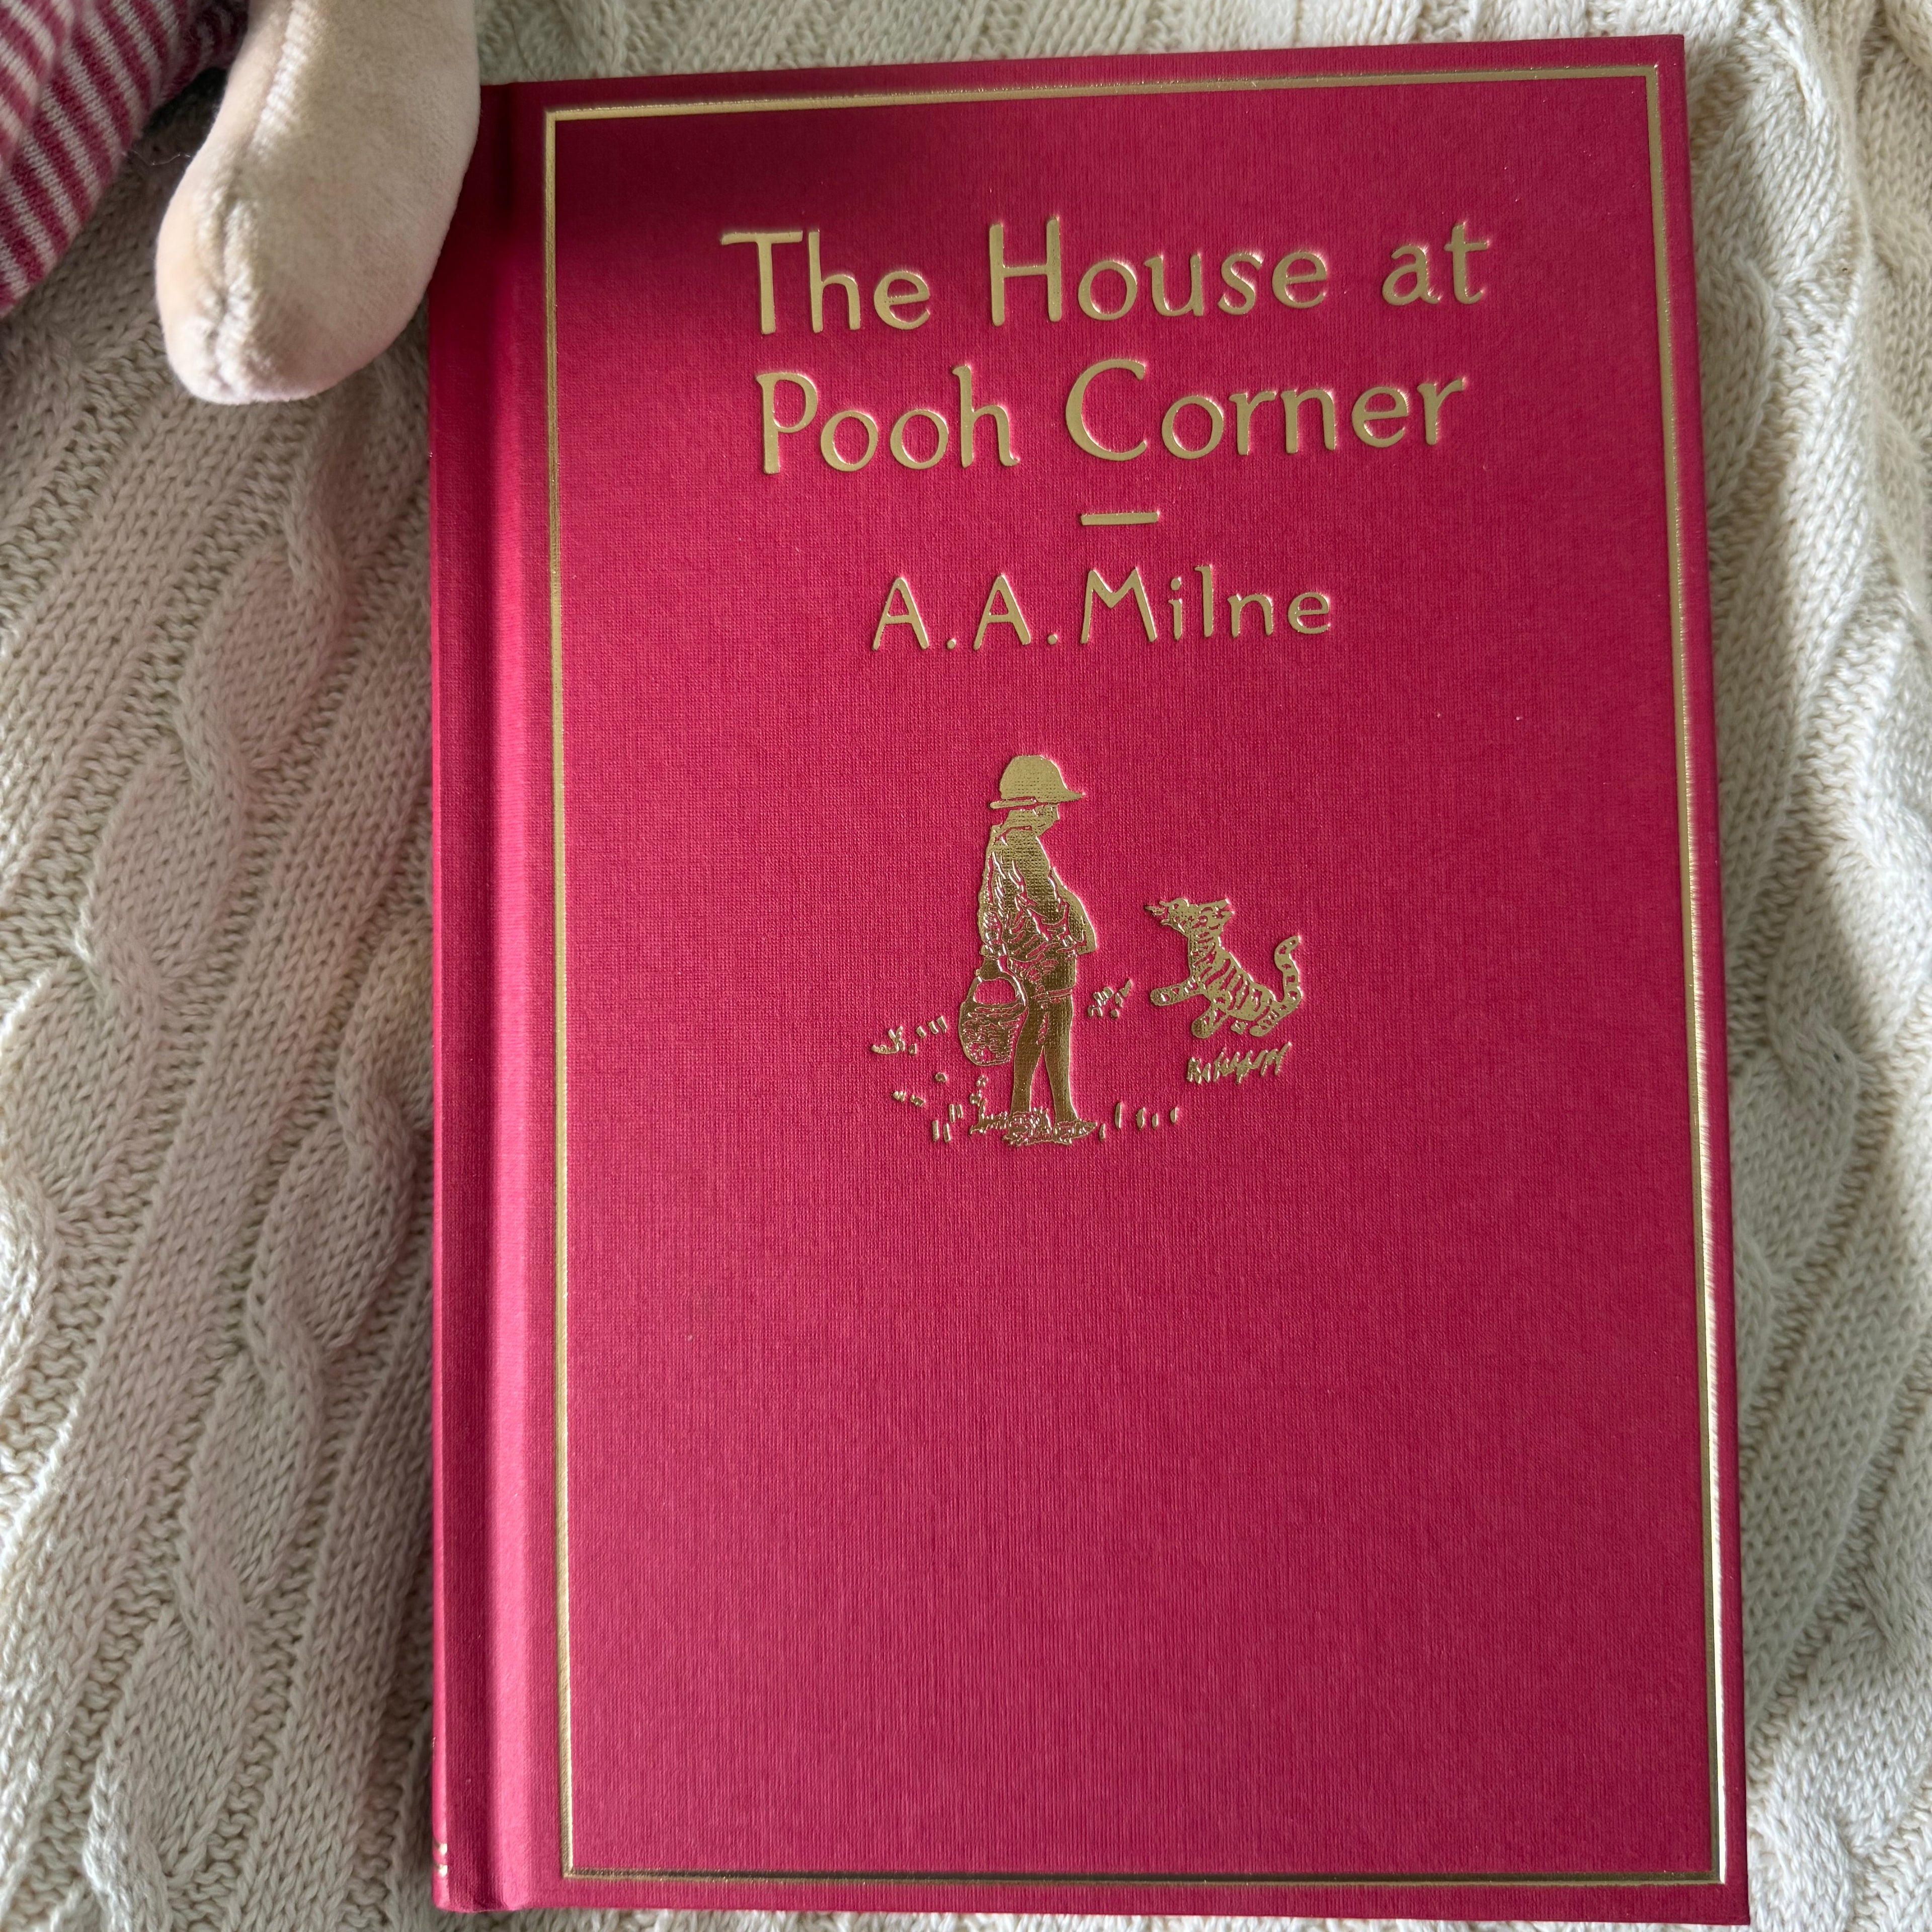 The House at
Pooh Corner
A.A.Milne